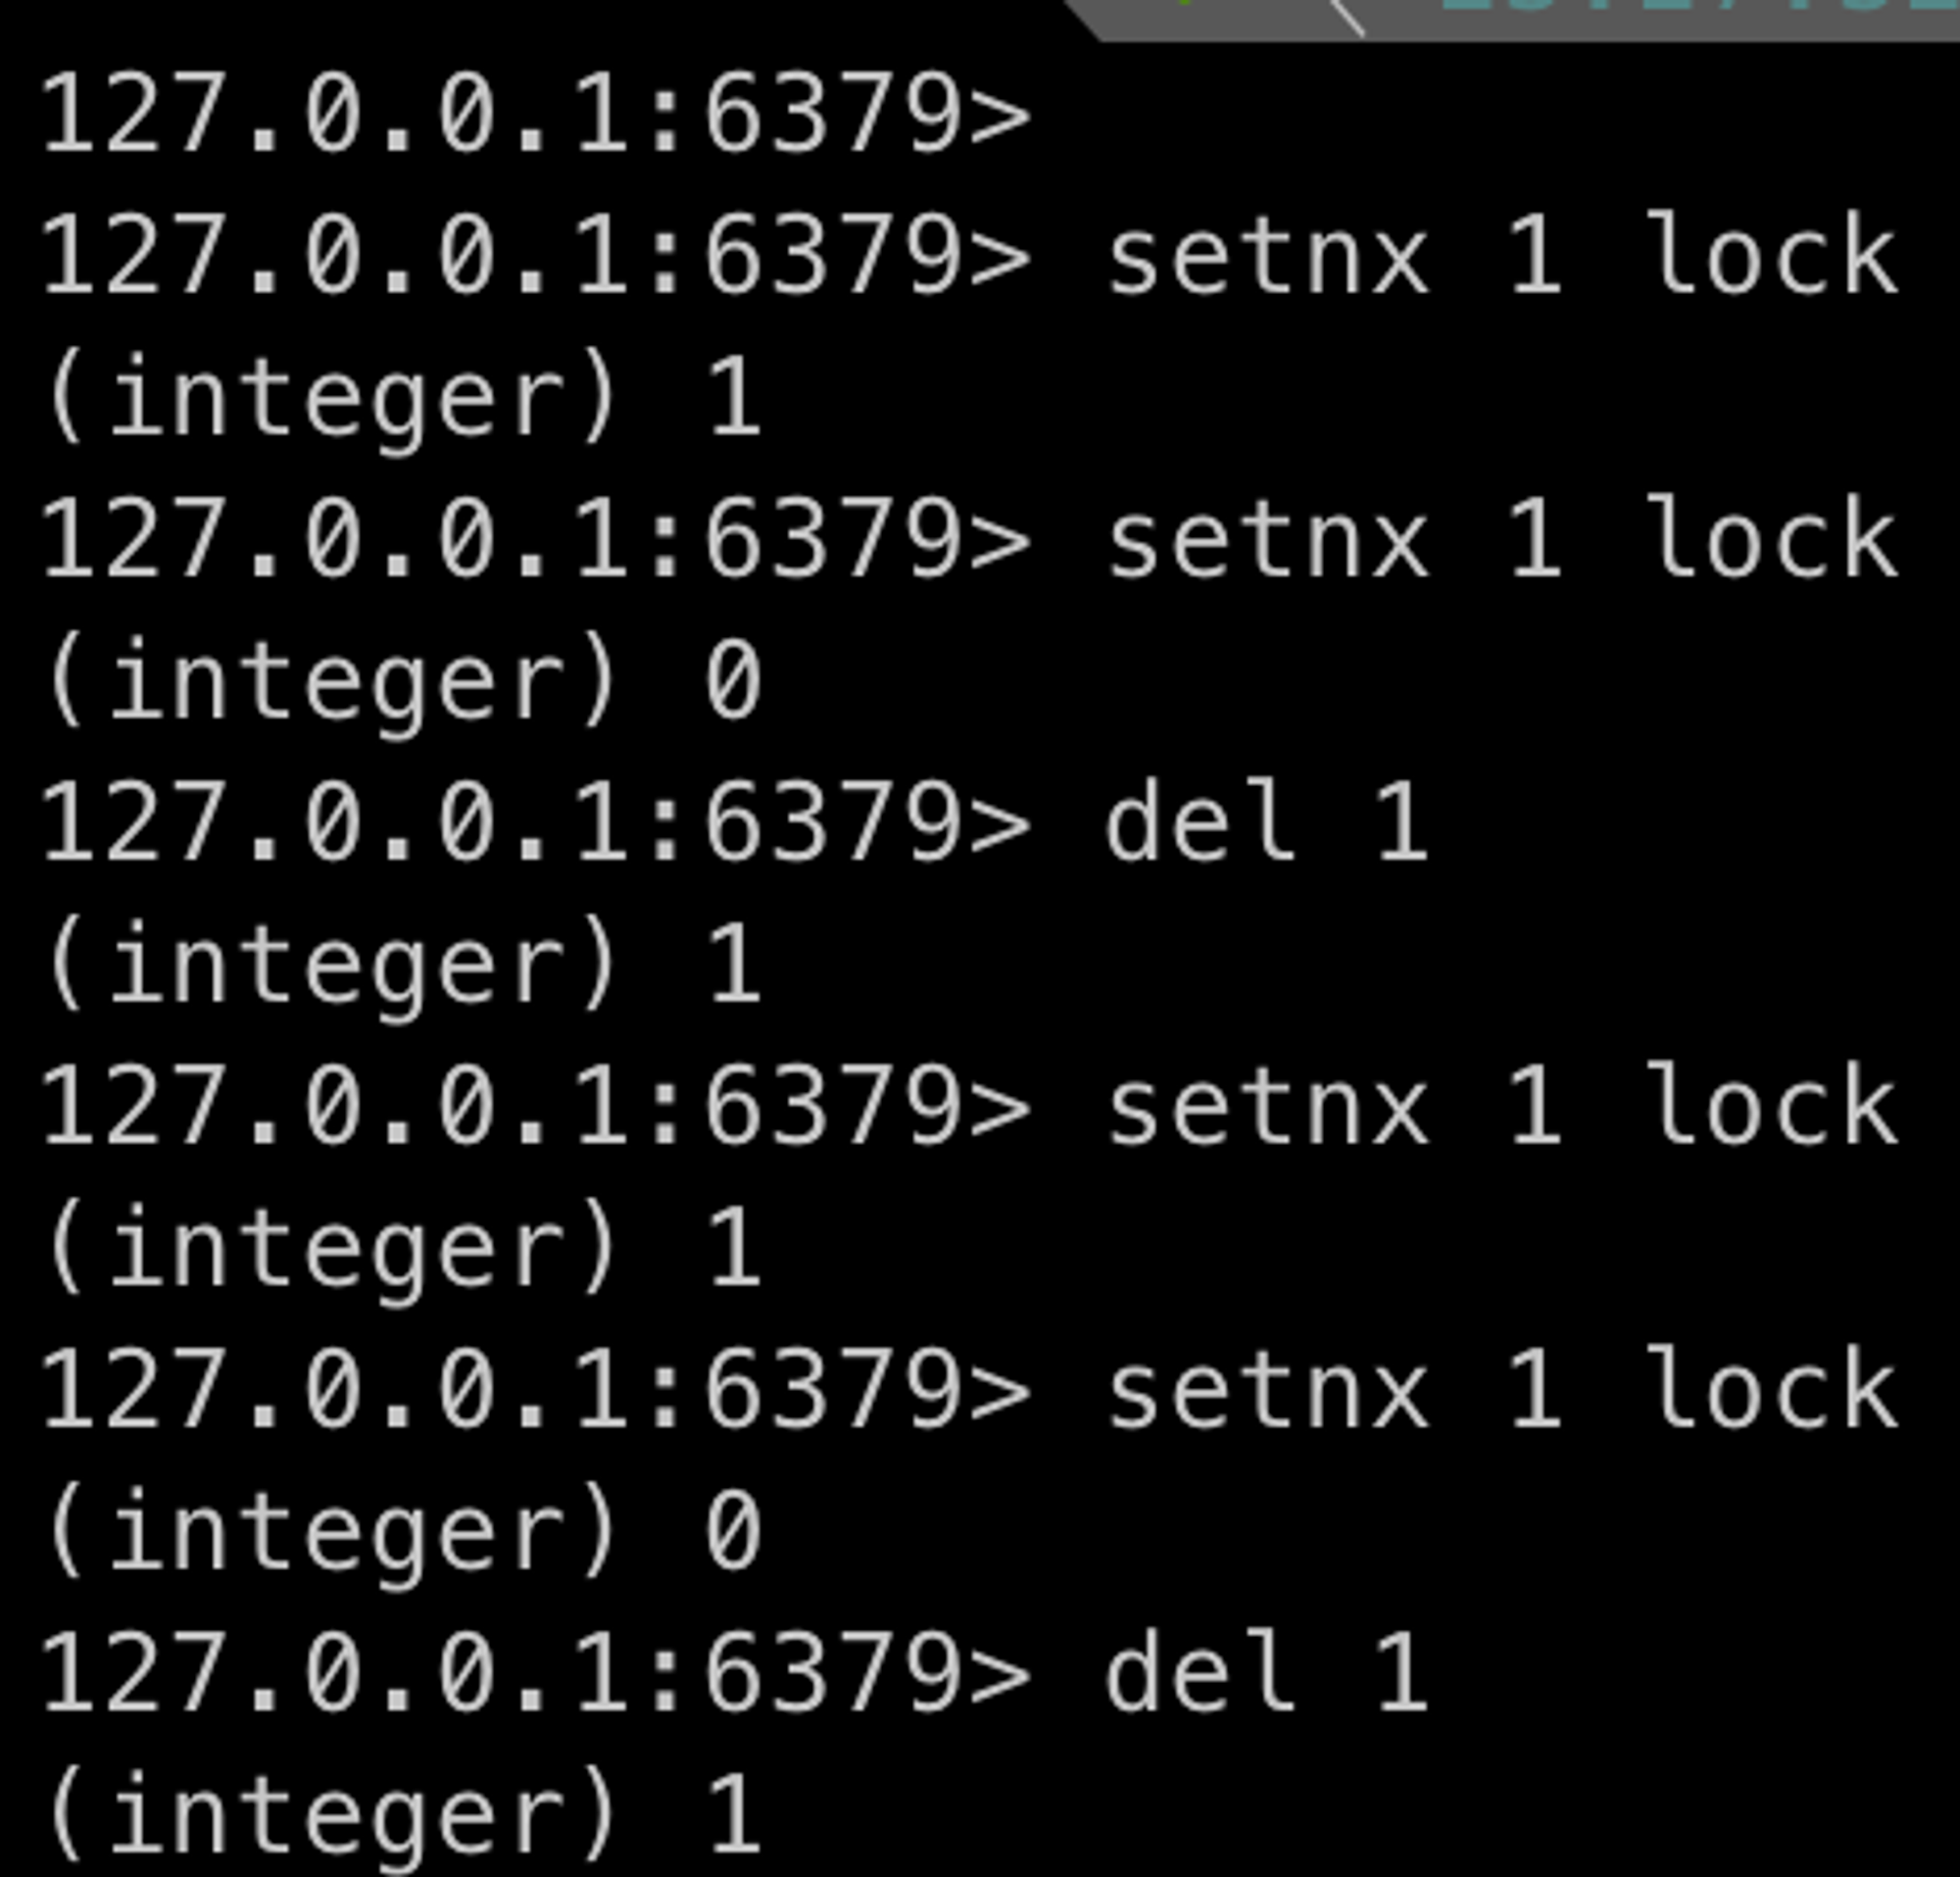 127.0.0.1:6379>
127.0.0.1:6379> setnx 1 lock
(integer) 1
127.0.0.1:6379> setnx 1 lock
(integer) 0
127.0.0.1:6379> del 1
(integer) 1
127.0.0.1:6379> setnx 1 lock
(integer) 1
127.0.0.1:6379> setnx 1 lock
(integer) 0
127.0.0.1:6379> del 1
(integer) 1